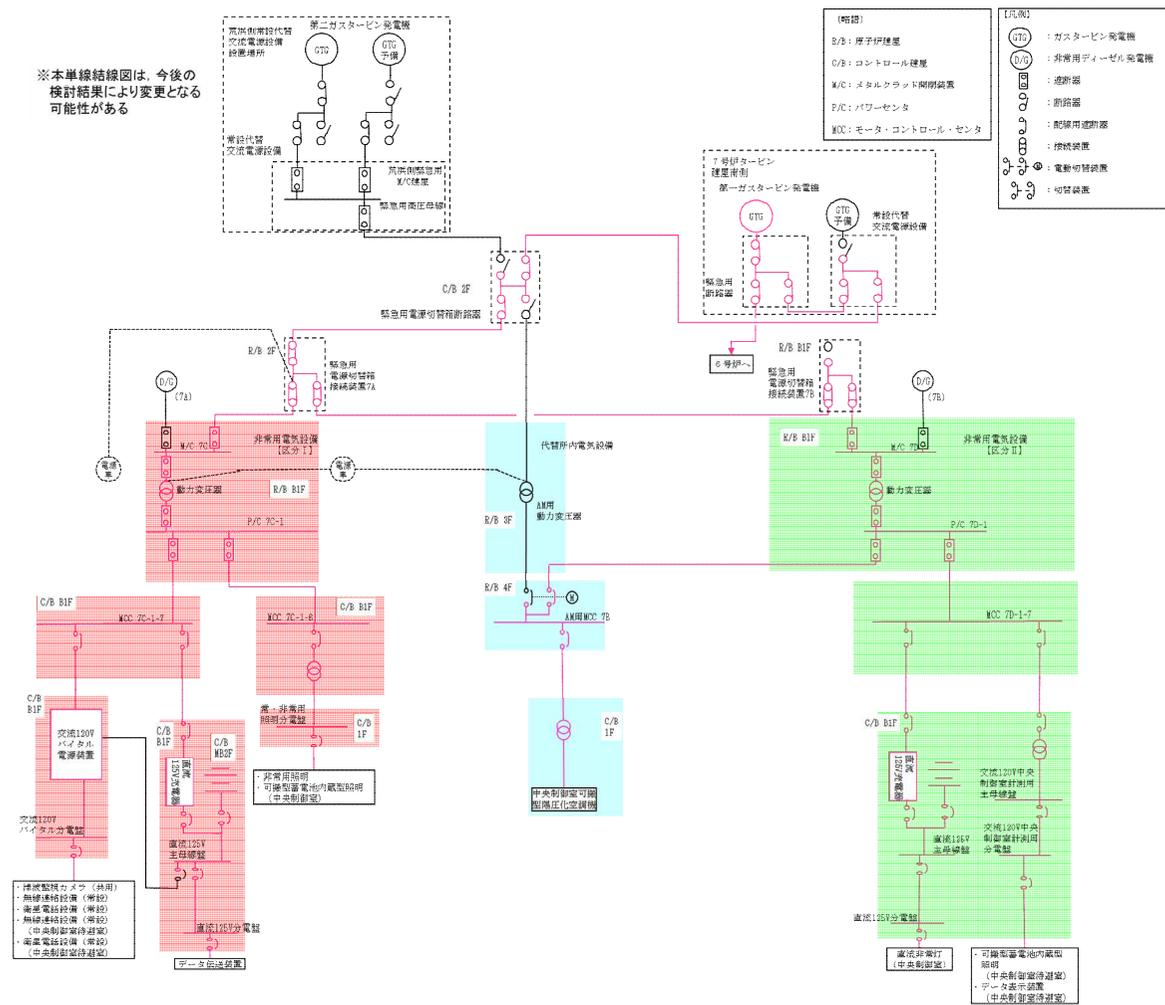 ※本単線結線図は,今後の
検討結果により変更となる
可能性がある
荒浜側常設代替
交流電源設備
設置場所
第二ガスタービン発電機
GTG
GTG
予備
常設代替
交流電源設備
荒浜側緊急用
M/C建屋
緊急用高圧母線
(略語)
R/B:原子炉建屋
C/B:コントロール建屋
M/C:メタルクラッド開閉装置
P/C:パワーセンタ
MCC:モータ・コントロール・センタ
【凡例】
GTG :ガスタービン発電機
D/G :非常用ディーゼル発電機
:遮断器
:断路器
:配線用遮断器
:接続装置
M :電動切替装置
:切替装置
7号炉タービン
建屋南側
第一ガスタービン発電機
GTG
GTG
予備
常設代替
交流電源設備
緊急用
断路器
6号炉へ
C/B 2F
緊急用電源切替箱断路器
R/B 2F
緊急用
電源切替箱
接続装置7A
R/B B1F
緊急用
電源切替箱
接続装置7B
D/G
(7A)
D/G
(7B)
電源
車
電源
車
M/C 7C
非常用電気設備
【区分Ⅰ】
R/B B1F
動力変圧器
P/C 7C-1
代替所内電気設備
AM用
動力変圧器
R/B 3F
R/B 4F
M
AM用MCC 7B
R/B B1F
M/C 7D
非常用電気設備
【区分Ⅱ】
動力変圧器
P/C 7D-1
C/B B1F
MCC 7C-1-7
MCC 7C-1-6
C/B B1F
MCC 7D-1-7
C/B
B1F
交流120V
バイタル
電源装置
交流120V
バイタル分電盤
・津波監視カメラ(共用)
・無線連絡設備(常設)
・衛星電話設備(常設)
・無線連絡設備(常設)
(中央制御室待避室)
・衛星電話設備(常設)
(中央制御室待避室)
C/B
B1F
C/B
MB2F
直流
125V充電器
直流125V
主母線盤
直流125V分電盤
データ伝送装置
常・非常用
照明分電盤
C/B
1F
・非常用照明
・可搬型蓄電池内蔵型照明
(中央制御室)
C/B
1F
中央制御室可搬
型陽圧化空調機
C/B B1F
直流
125V充電器
直流125V
主母線盤
直流125V分電盤
直流非常灯
(中央制御室)
交流120V中央
制御室計測用
主母線盤
交流120V中央
制御室計測用
分電盤
・可搬型蓄電池内蔵型
照明
(中央制御室待避室)
・データ表示装置
(中央制御室待避室)